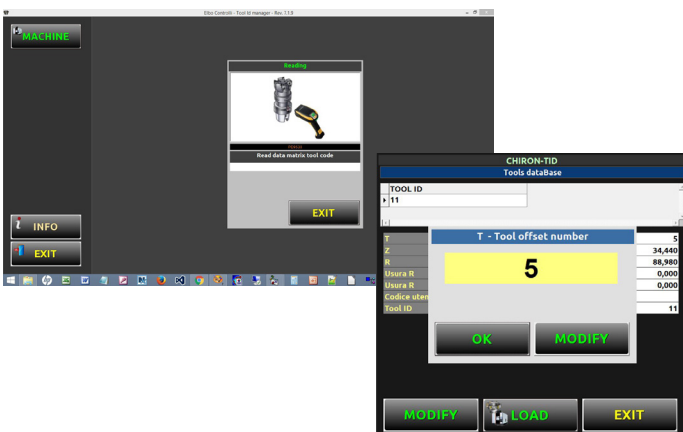 Elbo Controlli - Tool Id manager - Rev. 1.1.9
MACHINE
Reading
Read data matrix tool code
EXIT
INFO
EXIT
CHIRON-TID
Tools dataBase
TOOL ID
11
T - Tool offset number
5
OK
MODIFY
T 5
Z 34,440
R 88,980
Usura R 0,000
Usura R 0,000
Codice uten
Tool ID 11
MODIFY
LOAD
EXIT